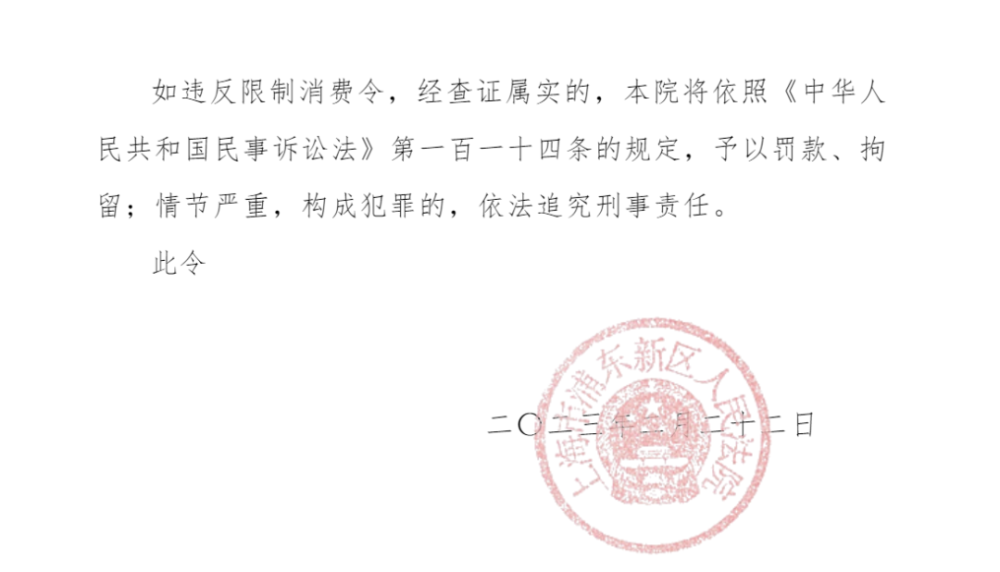 如违反限制消费令，经查证属实的，本院将依照《中华人
民共和国民事诉讼法》第一百一十四条的规定，予以罚款、拘
留；情节严重，构成犯罪的，依法追究刑事责任。
此令
上海市浦东新区人民法院
二〇二三年二月二十二日